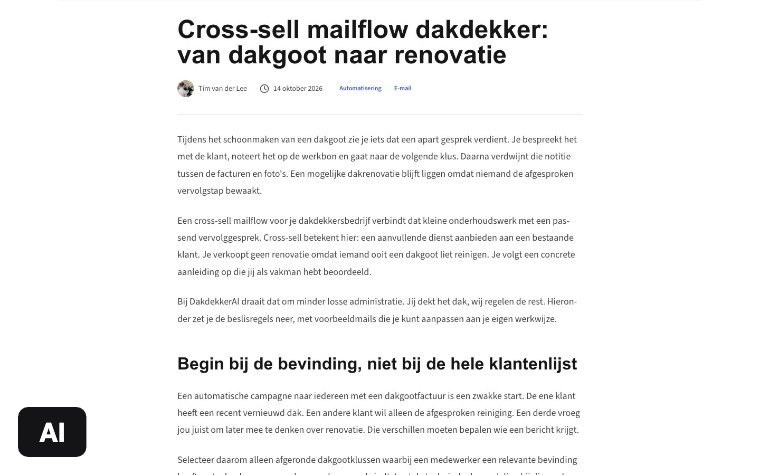 Cross-sell mailflow dakdekker:
van dakgoot naar renovatie
Tim van der Lee 14 oktober 2026 Automatisering E-mail
Tijdens het schoonmaken van een dakgoot zie je iets dat een apart gesprek verdient. Je bespreekt het
met de klant, noteert het op de werkbon en gaat naar de volgende klus. Daarna verdwijnt die notitie
tussen de facturen en foto's. Een mogelijke dakrenovatie blijft liggen omdat niemand de afgesproken
vervolgstap bewaakt.
Een cross-sell mailflow voor je dakdekkersbedrijf verbindt dat kleine onderhoudswerk met een pas-
send vervolggesprek. Cross-sell betekent hier: een aanvullende dienst aanbieden aan een bestaande
klant. Je verkoopt geen renovatie omdat iemand ooit een dakgoot liet reinigen. Je volgt een concrete
aanleiding op die jij als vakman hebt beoordeeld.
Bij DakdekkerAI draait dat om minder losse administratie. Jij dekt het dak, wij regelen de rest. Hieron-
der zet je de beslisregels neer, met voorbeeldmails die je kunt aanpassen aan je eigen werkwijze.
Begin bij de bevinding, niet bij de hele klantenlijst
Een automatische campagne naar iedereen met een dakgootfactuur is een zwakke start. De ene klant
heeft een recent vernieuwd dak. Een andere klant wil alleen de afgesproken reiniging. Een derde vroeg
jou juist om later mee te denken over renovatie. Die verschillen moeten bepalen wie een bericht krijgt.
Selecteer daarom alleen afgeronde dakgootklussen waarbij een medewerker een relevante bevinding
AI